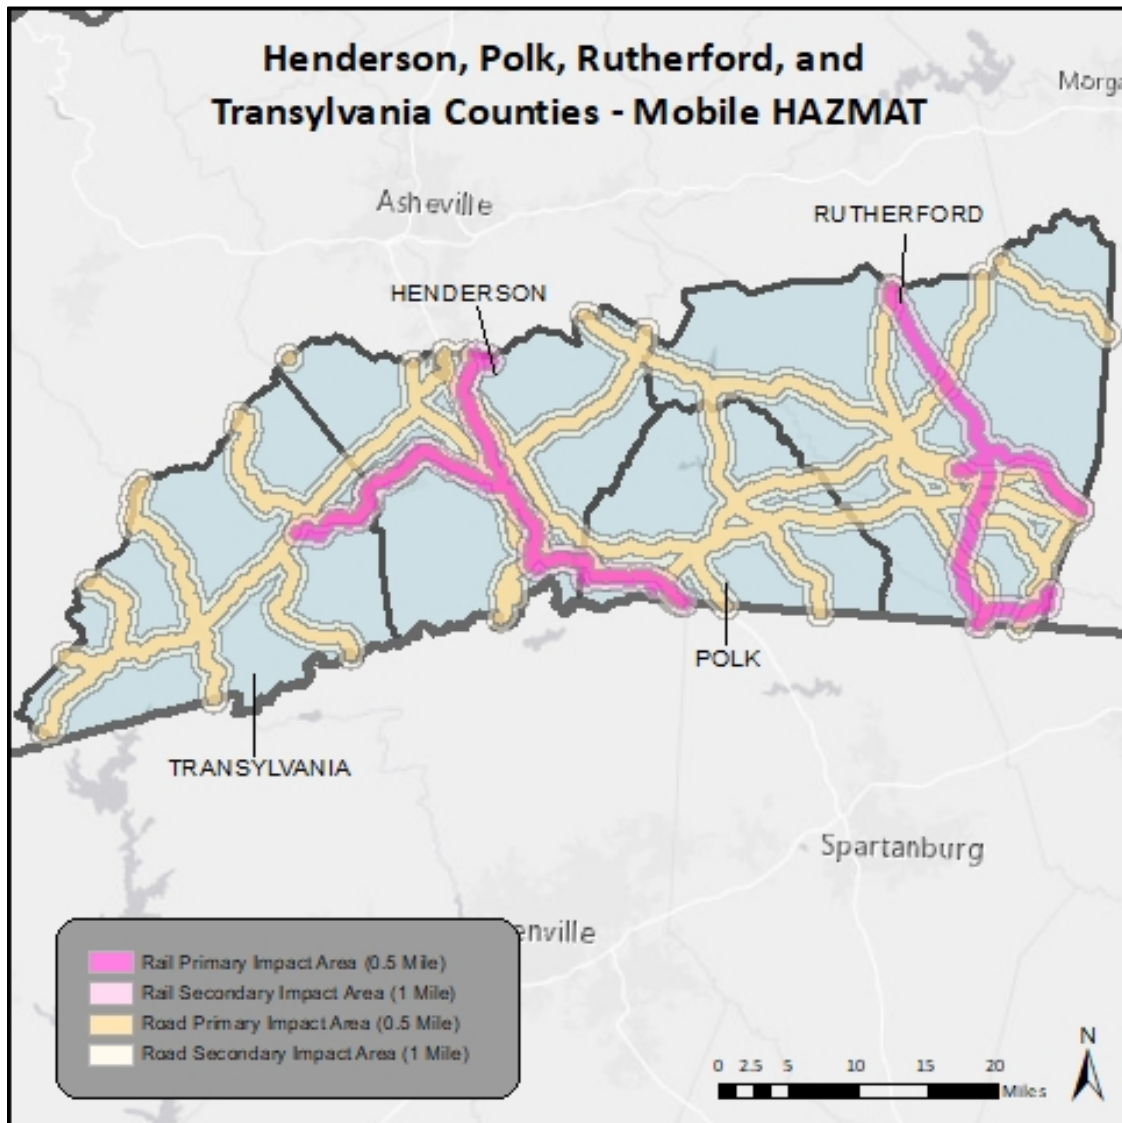 Henderson, Polk, Rutherford, and
Transylvania Counties - Mobile HAZMAT
Morga
Asheville
RUTHERFORD
HENDERSON
POLK
TRANSYLVANIA
Spartanburg
enville
Rail Primary Impact Area (0.5 Mile)
Rail Secondary Impact Area (1 Mile)
Road Primary Impact Area (0.5 Mile)
Road Secondary Impact Area (1 Mile)
N
0 2.5 5 10 15 20
Miles